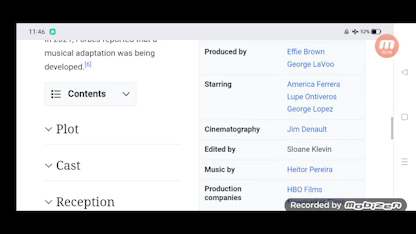 11:46
52%
In 2021, Forbes reported that a
musical adaptation was being
developed.[6]
Contents
Plot
Cast
Reception
Produced by Effie Brown
George LaVoo
Starring America Ferrera
Lupe Ontiveros
George Lopez
Cinematography Jim Denault
Edited by Sloane Klevin
Music by Heitor Pereira
Production HBO Films
companies
Recorded by Mobizen